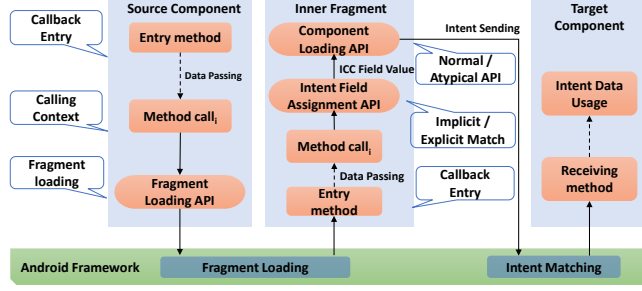 Source Component
Callback
Entry
Entry method
Data Passing
Calling
Context
Method calli
Fragment
loading
Fragment
Loading API
Inner Fragment
Component
Loading API
ICC Field Value
Intent Field
Assignment API
Method calli
Data Passing
Entry
method
Intent Sending
Normal /
Atypical API
Implicit /
Explicit Match
Callback
Entry
Target
Component
Intent Data
Usage
Receiving
method
Android Framework
Fragment Loading
Intent Matching